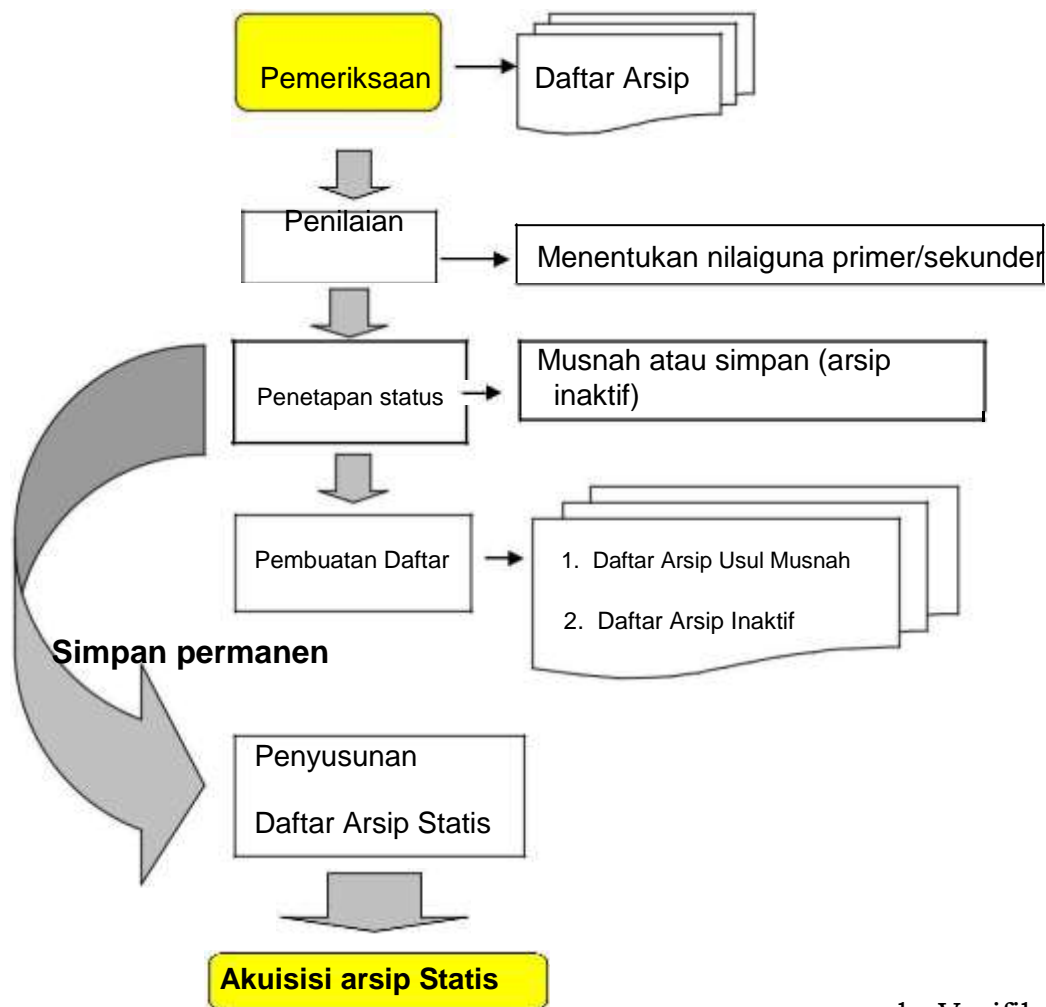 Pemeriksaan
Daftar Arsip
Penilaian
Menentukan nilaiguna primer/sekunder
Penetapan status
Musnah atau simpan (arsip
inaktif)
Pembuatan Daftar
1. Daftar Arsip Usul Musnah
2. Daftar Arsip Inaktif
Simpan permanen
Penyusunan
Daftar Arsip Statis
Akuisisi arsip Statis